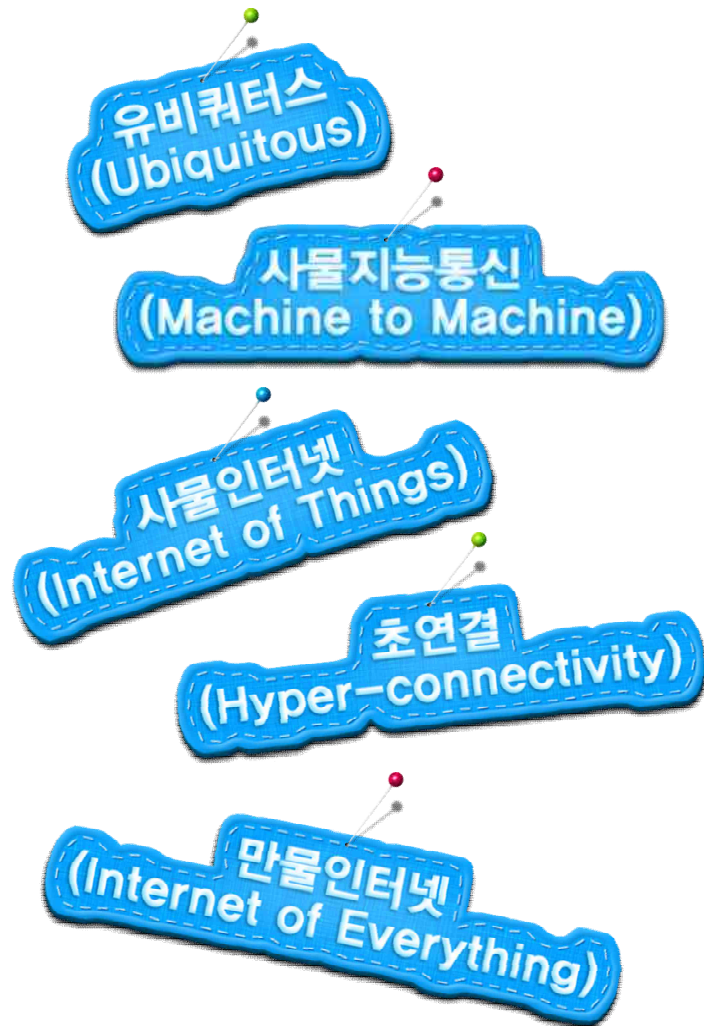 유비쿼터스
(Ubiquitous)
사물지능통신
(Machine to Machine)
사물인터넷
(Internet of Things)
초연결
(Hyper-connectivity)
만물인터넷
(Internet of Everything)